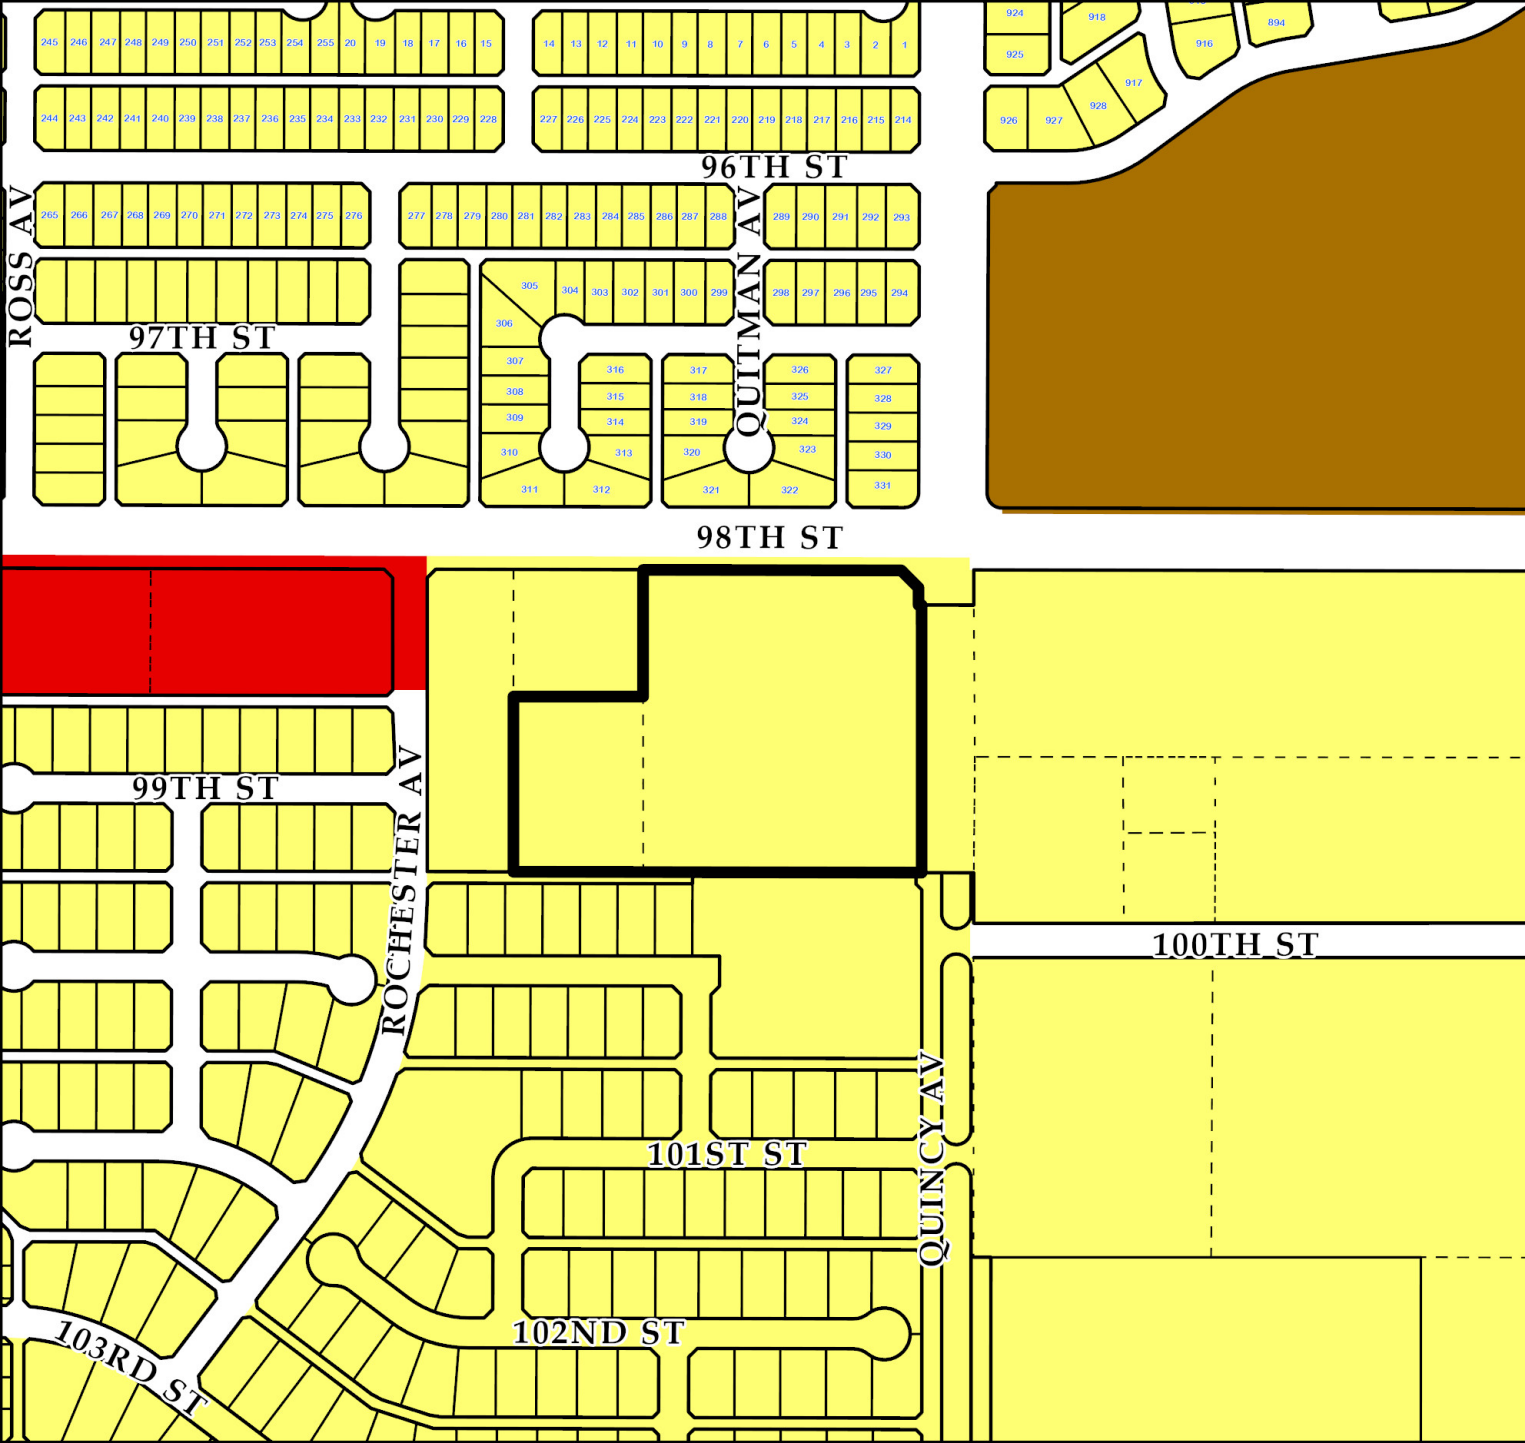 924 918 894
245 246 247 248 249 250 251 252 253 254 255 20 19 18 17 16 15 14 13 12 11 10 9 8 7 6 5 4 3 2 1 925 916
917
244 243 242 241 240 239 238 237 236 235 234 233 232 231 230 229 228 227 226 225 224 223 222 221 220 219 218 217 216 215 214 926 927 928
96TH ST
ROSS AV
QUITMAN AV
265 266 267 268 269 270 271 272 273 274 275 276 277 278 279 280 281 282 283 284 285 286 287 288 289 290 291 292 293
305 304 303 302 301 300 299 298 297 296 295 294
306
97TH ST
307 316 317 326 327
308 315 318 325 328
309 314 319 324 329
310 313 320 323 330
311 312 321 322 331
98TH ST
99TH ST
ROCHESTER AV
100TH ST
QUINCY AV
101ST ST
102ND ST
103RD ST